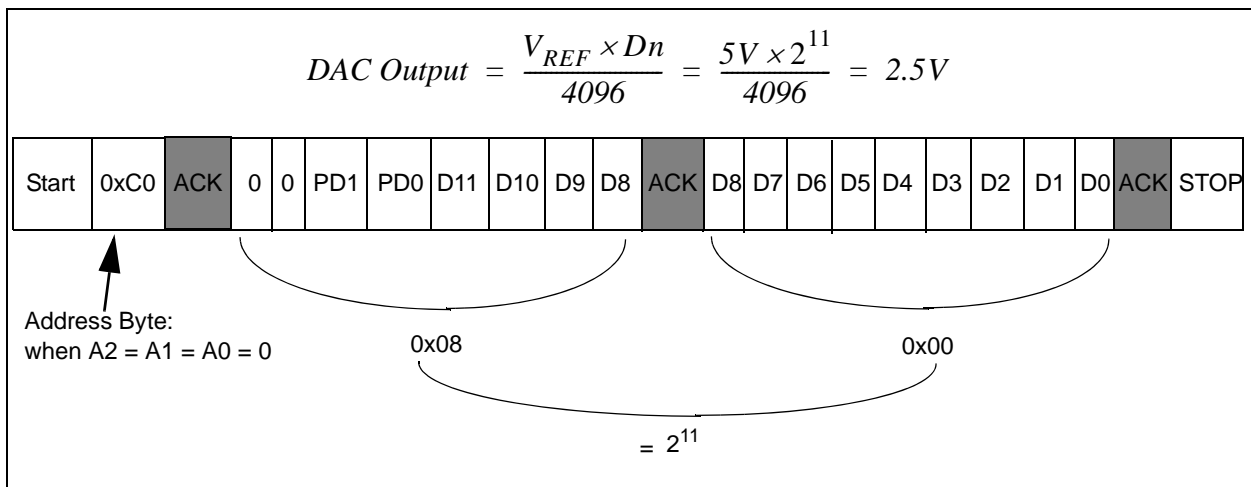 DAC Output = V_REF × Dn / 4096 = 5V × 2^11 / 4096 = 2.5V
Start 0xC0 ACK 0 0 PD1 PD0 D11 D10 D9 D8 ACK D8 D7 D6 D5 D4 D3 D2 D1 D0 ACK STOP
Address Byte:
when A2 = A1 = A0 = 0
0x08 0x00
= 2^11